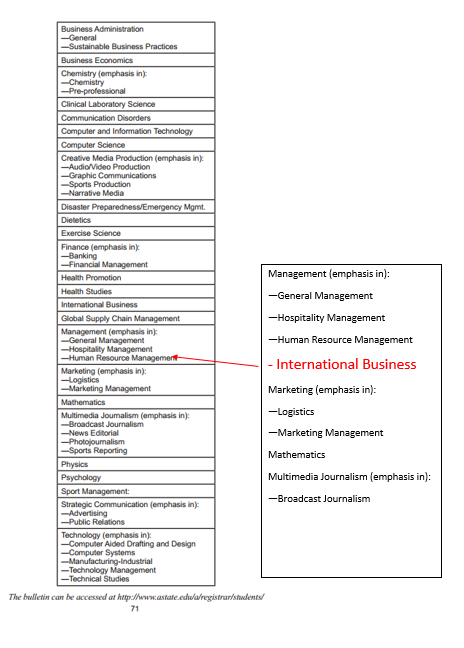 Business Administration
—General
—Sustainable Business Practices
Business Economics
Chemistry (emphasis in):
—Chemistry
—Pre-professional
Clinical Laboratory Science
Communication Disorders
Computer and Information Technology
Computer Science
Creative Media Production (emphasis in):
—Audio/Video Production
—Graphic Communications
—Sports Production
—Narrative Media
Disaster Preparedness/Emergency Mgmt.
Dietetics
Exercise Science
Finance (emphasis in):
—Banking
—Financial Management
Health Promotion
Health Studies
International Business
Global Supply Chain Management
Management (emphasis in):
—General Management
—Hospitality Management
—Human Resource Management
Marketing (emphasis in):
—Logistics
—Marketing Management
Mathematics
Multimedia Journalism (emphasis in):
—Broadcast Journalism
—News Editorial
—Photojournalism
—Sports Reporting
Physics
Psychology
Sport Management:
Strategic Communication (emphasis in):
—Advertising
—Public Relations
Technology (emphasis in):
—Computer Aided Drafting and Design
—Computer Systems
—Manufacturing-Industrial
—Technology Management
—Technical Studies
The bulletin can be accessed at http://www.astate.edu/a/registrar/students/
71
Management (emphasis in):
—General Management
—Hospitality Management
—Human Resource Management
- International Business
Marketing (emphasis in):
—Logistics
—Marketing Management
Mathematics
Multimedia Journalism (emphasis in):
—Broadcast Journalism